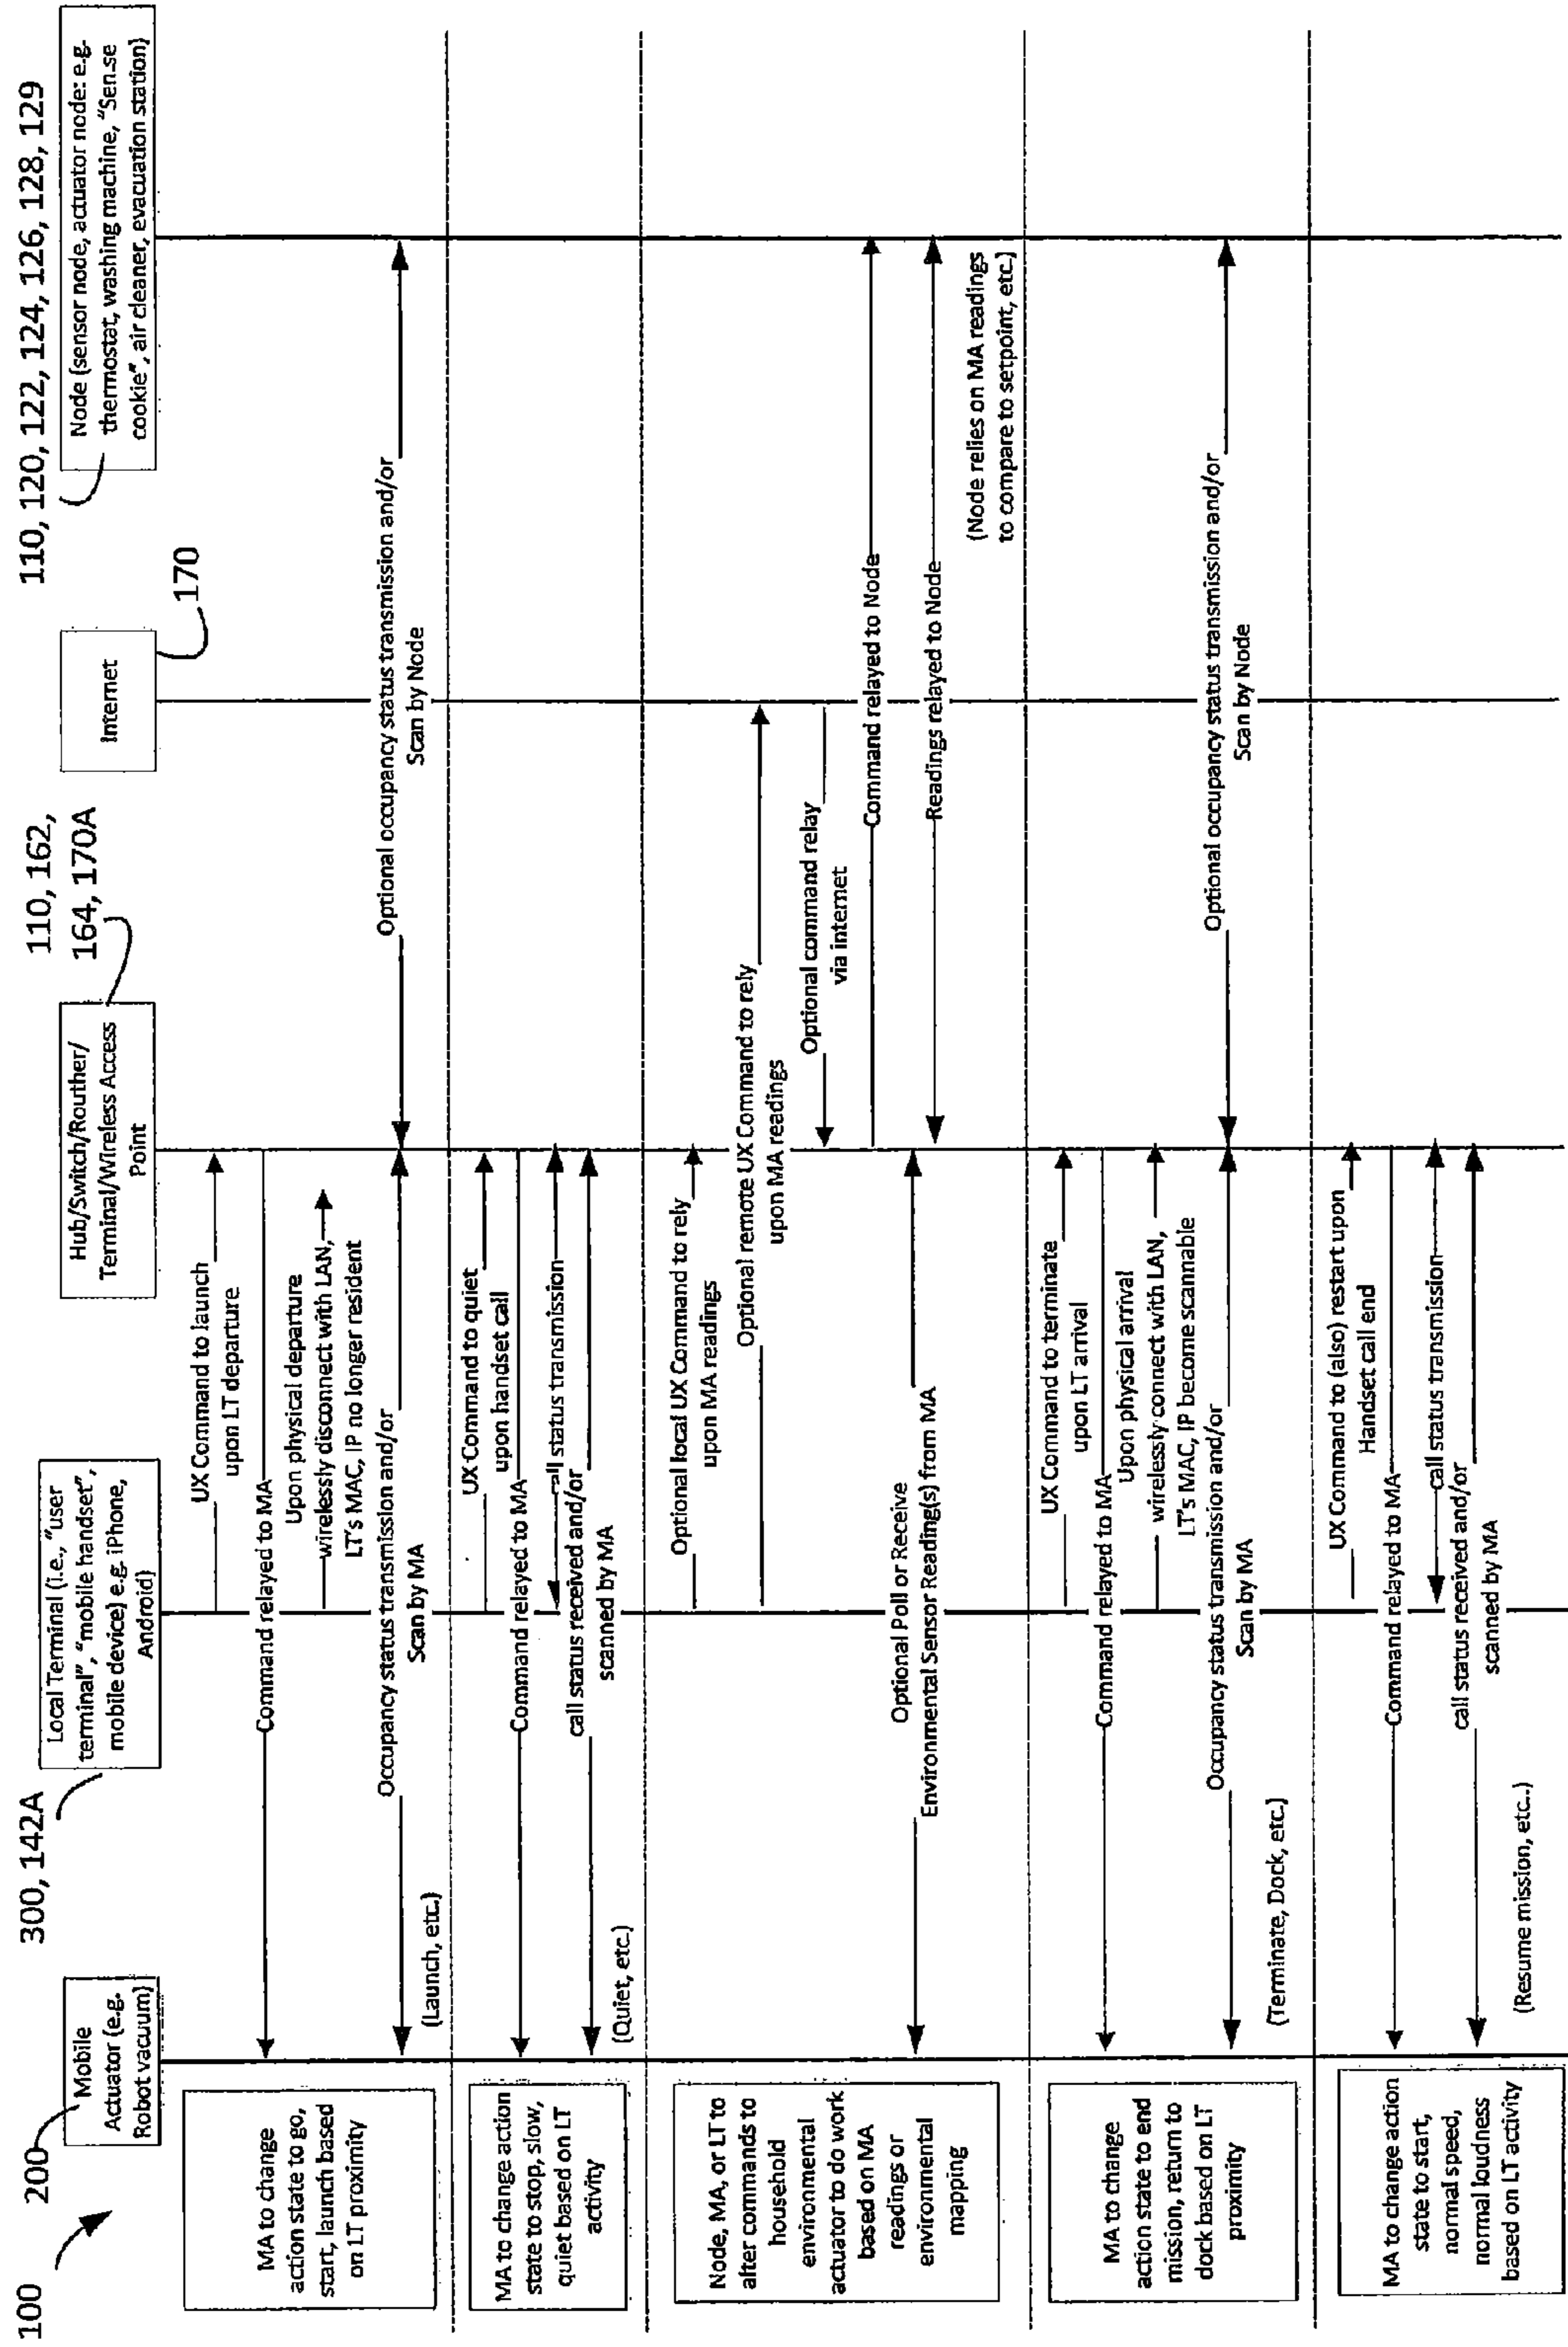 100
200
300, 142A
110, 162,
164, 170A
170
110, 120, 122, 124, 126, 128, 129
Mobile
Actuator (e.g.
Robot vacuum)
Local Terminal (i.e., "user
terminal", "mobile handset",
mobile device) e.g. iPhone,
Android)
Hub/Switch/Routher/
Terminal/Wireless Access
Point
Internet
Node (sensor node, actuator node: e.g.
thermostat, washing machine, "Sen.se
cookie", air cleaner, evacuation station)
MA to change
action state to go,
start, launch based
on LT proximity
UX Command to launch
upon LT departure
Command relayed to MA
Upon physical departure
wirelessly disconnect with LAN,
LT's MAC, IP no longer resident
Occupancy status transmission and/or
Scan by MA
Optional occupancy status transmission and/or
Scan by Node
(Launch, etc.)
MA to change action
state to stop, slow,
quiet based on LT
activity
UX Command to quiet
upon handset call
Command relayed to MA
call status transmission
call status received and/or
scanned by MA
(Quiet, etc.)
Node, MA, or LT to
alter commands to
household
environmental
actuator to do work
based on MA
readings or
environmental
mapping
Optional local UX Command to rely
upon MA readings
Optional remote UX Command to rely
upon MA readings
Optional command relay
via internet
Command relayed to Node
Optional Poll or Receive
Environmental Sensor Reading(s) from MA
Readings relayed to Node
(Node relies on MA readings
to compare to setpoint, etc.)
MA to change
action state to end
mission, return to
dock based on LT
proximity
UX Command to terminate
upon LT arrival
Command relayed to MA
Upon physical arrival
wirelessly connect with LAN,
LT's MAC, IP become scannable
Occupancy status transmission and/or
Scan by MA
Optional occupancy status transmission and/or
Scan by Node
(Terminate, Dock, etc.)
MA to change action
state to start,
normal speed,
normal loudness
based on LT activity
UX Command to (also) restart upon
Handset call end
Command relayed to MA
call status transmission
call status received and/or
scanned by MA
(Resume mission, etc..)